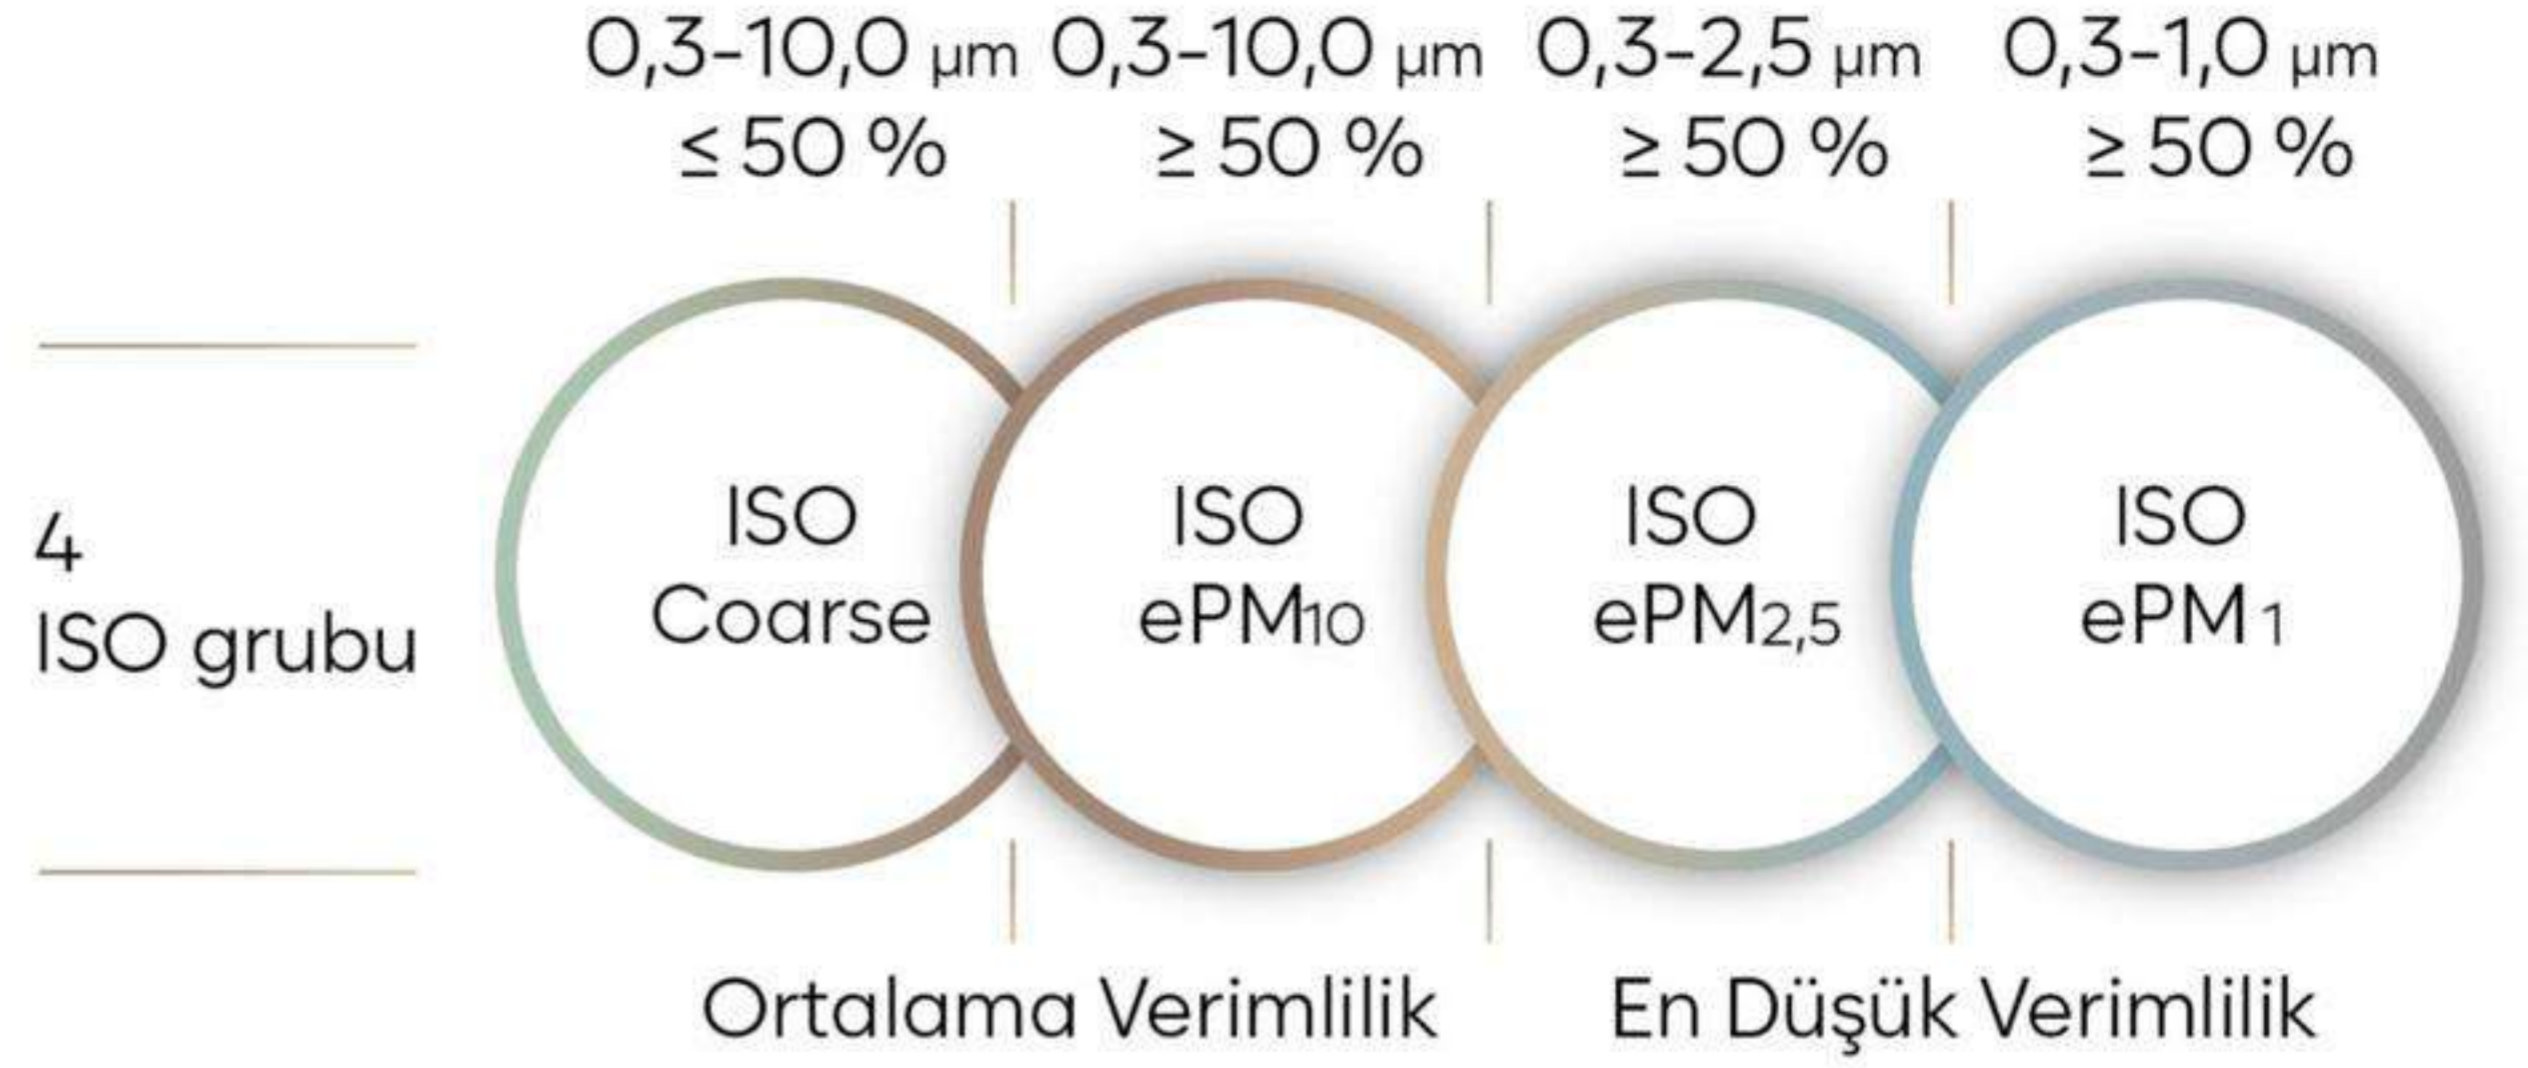 0,3-10,0 µm 0,3-10,0 µm 0,3-2,5 µm 0,3-1,0 µm
≤ 50 % ≥ 50 % ≥ 50 % ≥ 50 %
4
ISO grubu
ISO
Coarse
ISO
ePM10
ISO
ePM2,5
ISO
ePM 1
Ortalama Verimlilik
En Düşük Verimlilik